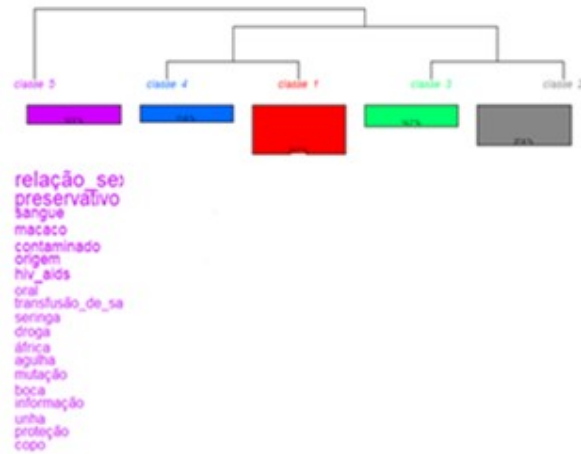 classe 5 classe 4 classe 1 classe 3 classe 2
relação_sex
preservativo
sangue
macaco
contaminado
origem
hiv_aids
oral
transfusão_de_sa
seringa
droga
áfrica
agulha
mutação
boca
informação
unha
proteção
copo